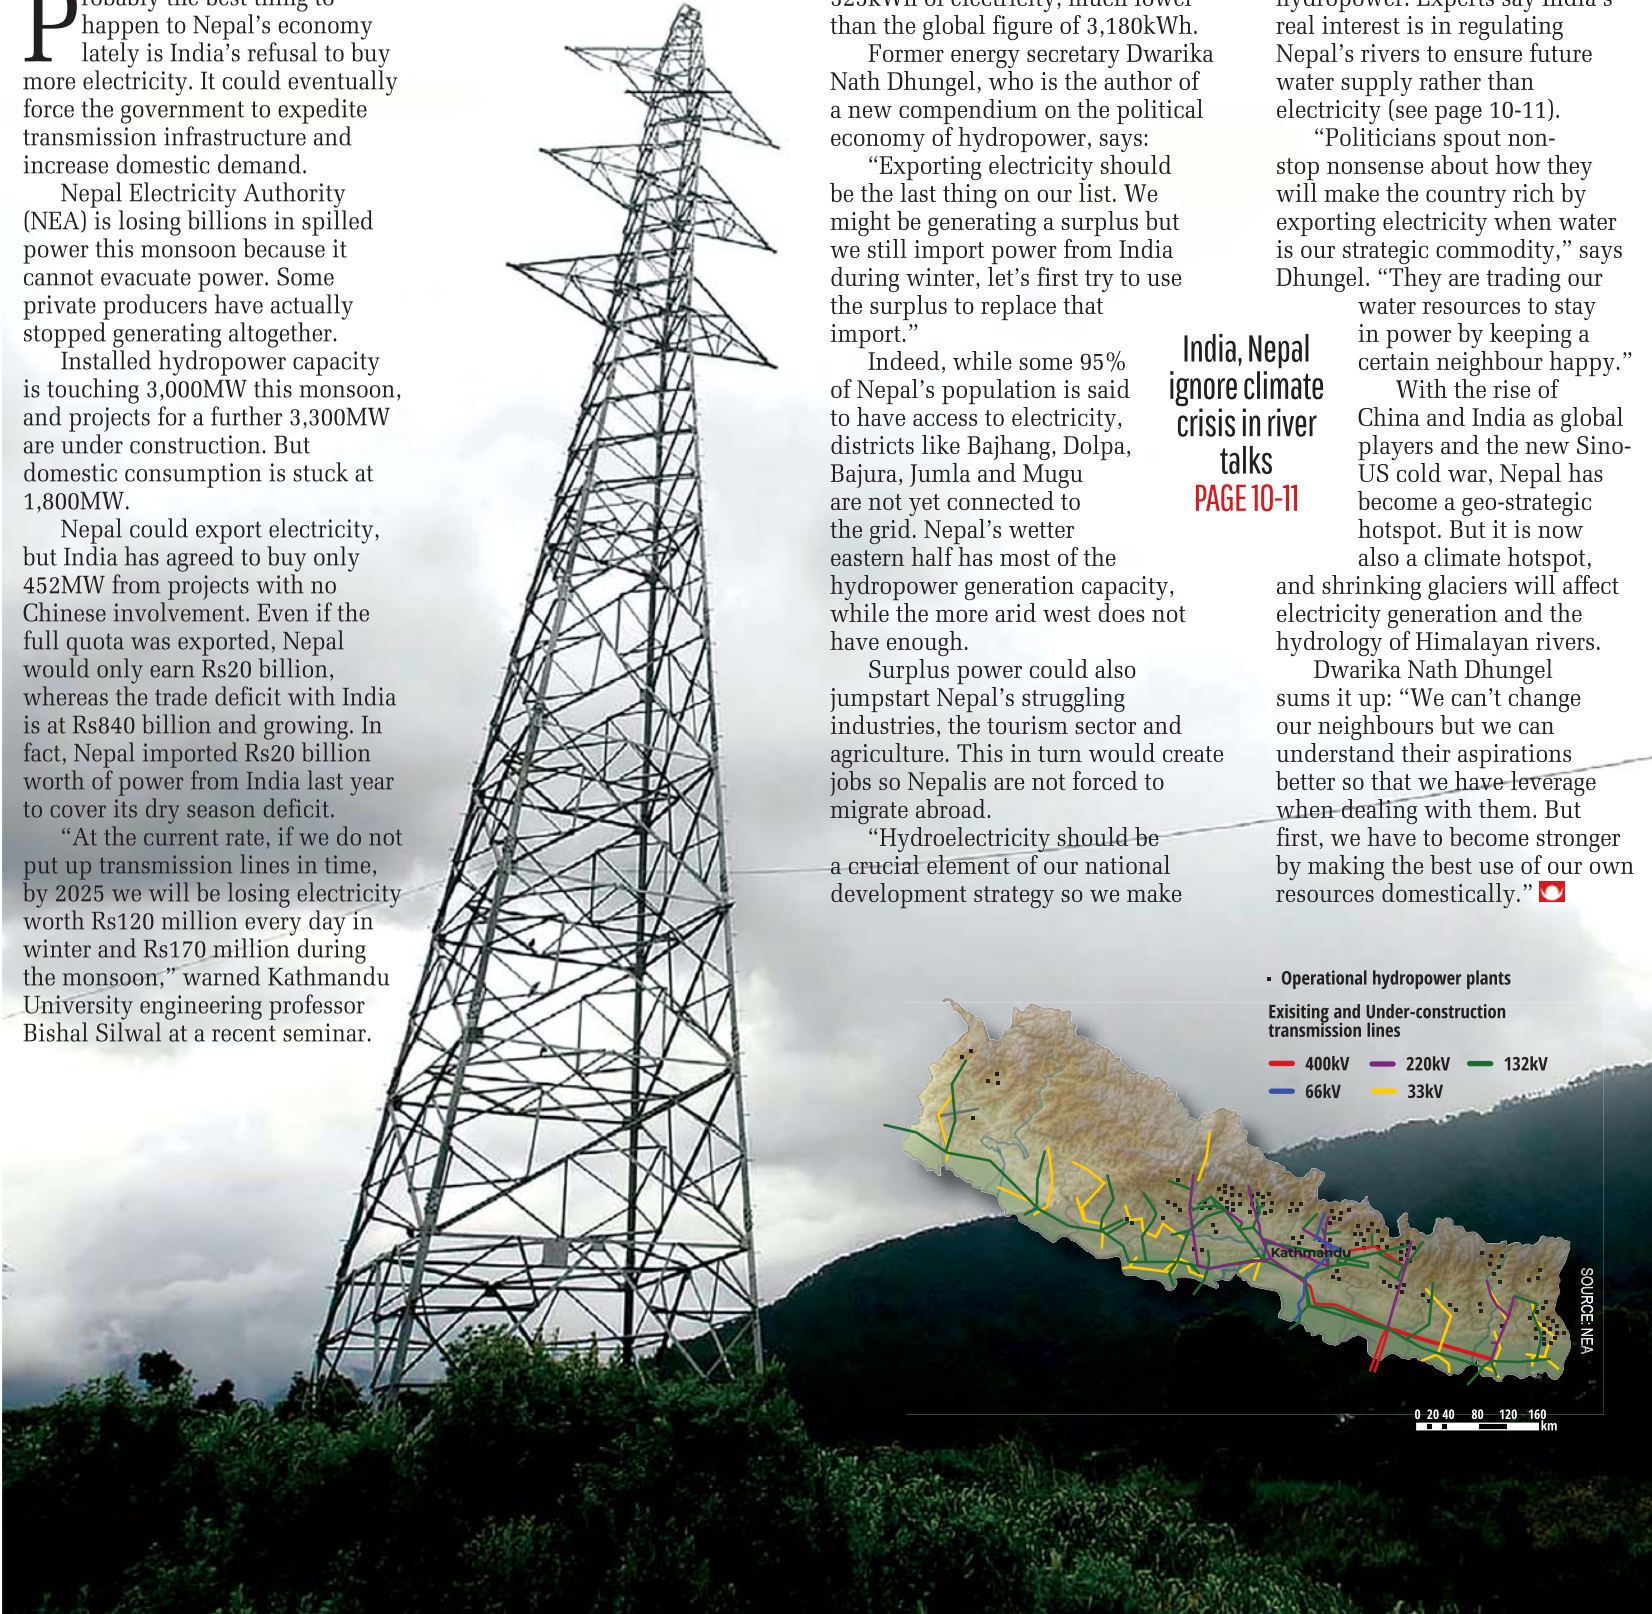 Probably the best thing to
happen to Nepal’s economy
lately is India’s refusal to buy
more electricity. It could eventually
force the government to expedite
transmission infrastructure and
increase domestic demand.
Nepal Electricity Authority
(NEA) is losing billions in spilled
power this monsoon because it
cannot evacuate power. Some
private producers have actually
stopped generating altogether.
Installed hydropower capacity
is touching 3,000MW this monsoon,
and projects for a further 3,300MW
are under construction. But
domestic consumption is stuck at
1,800MW.
Nepal could export electricity,
but India has agreed to buy only
452MW from projects with no
Chinese involvement. Even if the
full quota was exported, Nepal
would only earn Rs20 billion,
whereas the trade deficit with India
is at Rs840 billion and growing. In
fact, Nepal imported Rs20 billion
worth of power from India last year
to cover its dry season deficit.
“At the current rate, if we do not
put up transmission lines in time,
by 2025 we will be losing electricity
worth Rs120 million every day in
winter and Rs170 million during
the monsoon,” warned Kathmandu
University engineering professor
Bishal Silwal at a recent seminar.
of electricity, much lower
than the global figure of 3,180kWh.
Former energy secretary Dwarika
Nath Dhungel, who is the author of
a new compendium on the political
economy of hydropower, says:
“Exporting electricity should
be the last thing on our list. We
might be generating a surplus but
we still import power from India
during winter, let’s first try to use
the surplus to replace that
import.”
Indeed, while some 95%
of Nepal’s population is said
to have access to electricity,
districts like Bajhang, Dolpa,
Bajura, Jumla and Mugu
are not yet connected to
the grid. Nepal’s wetter
eastern half has most of the
hydropower generation capacity,
while the more arid west does not
have enough.
Surplus power could also
jumpstart Nepal’s struggling
industries, the tourism sector and
agriculture. This in turn would create
jobs so Nepalis are not forced to
migrate abroad.
“Hydroelectricity should be
a crucial element of our national
development strategy so we make
India, Nepal
ignore climate
crisis in river
talks
PAGE 10-11
hydropower. Experts say India’s
real interest is in regulating
Nepal’s rivers to ensure future
water supply rather than
electricity (see page 10-11).
“Politicians spout non-
stop nonsense about how they
will make the country rich by
exporting electricity when water
is our strategic commodity,” says
Dhungel. “They are trading our
water resources to stay
in power by keeping a
certain neighbour happy.”
With the rise of
China and India as global
players and the new Sino-
US cold war, Nepal has
become a geo-strategic
hotspot. But it is now
also a climate hotspot,
and shrinking glaciers will affect
electricity generation and the
hydrology of Himalayan rivers.
Dwarika Nath Dhungel
sums it up: “We can’t change
our neighbours but we can
understand their aspirations
better so that we have leverage
when dealing with them. But
first, we have to become stronger
by making the best use of our own
resources domestically.”
Operational hydropower plants
Exisiting and Under-construction
transmission lines
400kV 220kV 132kV
66kV 33kV
Kathmandu
SOURCE: NEA
0 20 40 80 120 160
km